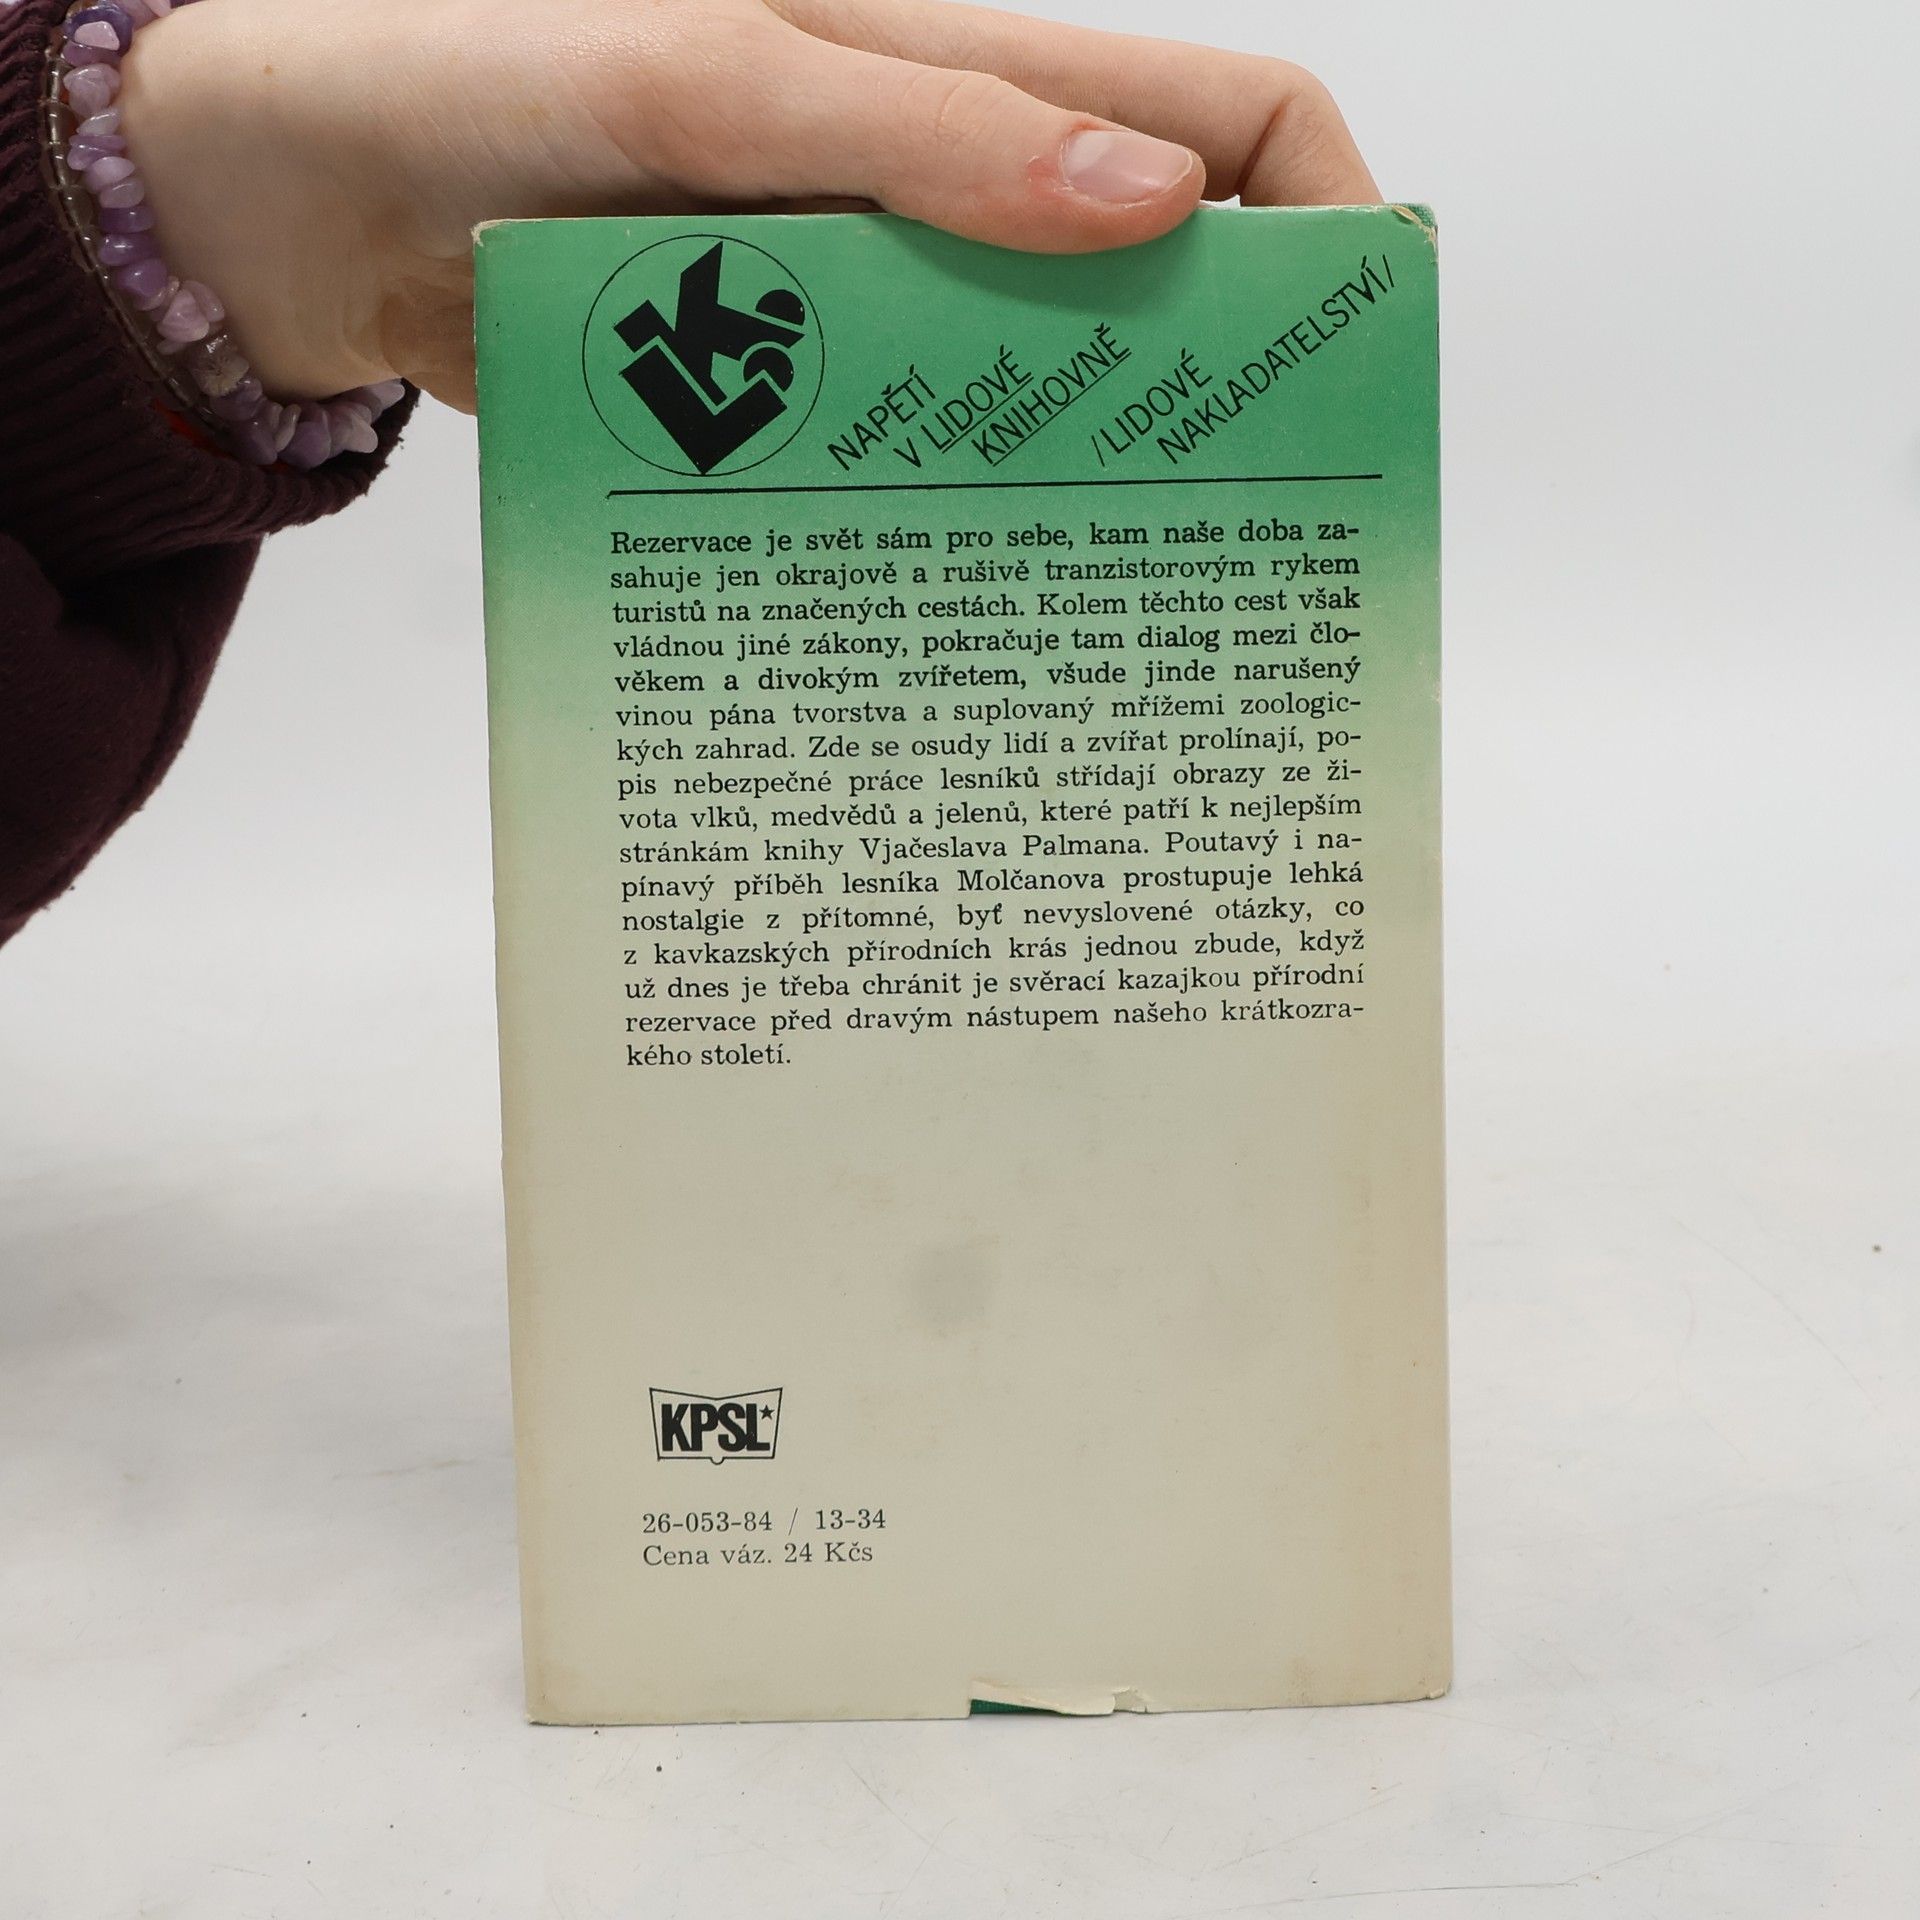 LK
NAPĚTÍ
V LIDOVÉ
KNIHOVNĚ
/LIDOVÉ
NAKLADATELSTVÍ/
Rezervace je svět sám pro sebe, kam naše doba za-
sahuje jen okrajově a rušivě tranzistorovým rykem
turistů na značených cestách. Kolem těchto cest však
vládnou jiné zákony, pokračuje tam dialog mezi člo-
věkem a divokým zvířetem, všude jinde narušený
vinou pána tvorstva a suplovaný mřížemi zoologic-
kých zahrad. Zde se osudy lidí a zvířat prolínají, po-
pis nebezpečné práce lesníků střídají obrazy ze ži-
vota vlků, medvědů a jelenů, které patří k nejlepším
stránkám knihy Vjačeslava Palmana. Poutavý i na-
pínavý příběh lesníka Molčanova prostupuje lehká
nostalgie z přítomné, byť nevyslovené otázky, co
z kavkazských přírodních krás jednou zbude, když
už dnes je třeba chránit je svěrací kazajkou přírodní
rezervace před dravým nástupem našeho krátkozra-
kého století.
KPSL★
26-053-84 / 13-34
Cena váz. 24 Kčs